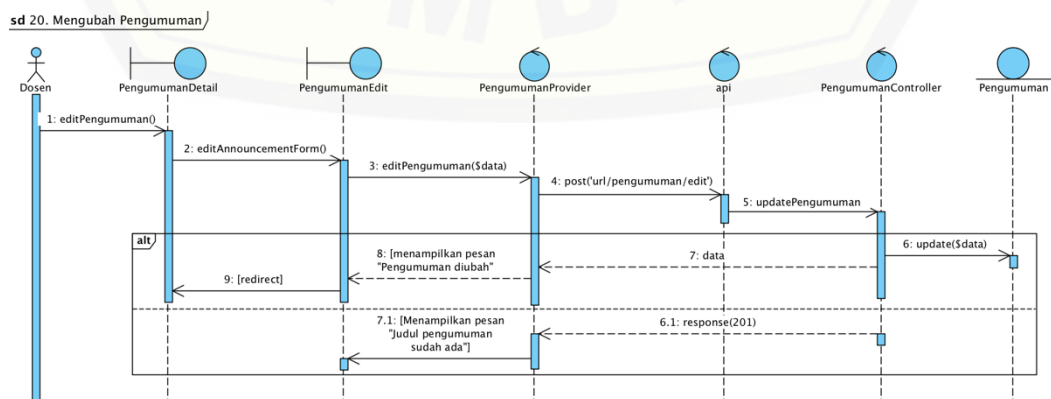 sd 20. Mengubah Pengumuman
Dosen
PengumumanDetail
PengumumanEdit
PengumumanProvider
api
PengumumanController
Pengumuman
1: editPengumuman()
2: editAnnouncementForm()
3: editPengumuman($data)
4: post('url/pengumuman/edit')
5: updatePengumuman
alt
6: update($data)
7: data
8: [menampilkan pesan
"Pengumuman diubah"
9: [redirect]
6.1: response(201)
7.1: [Menampilkan pesan
"Judul pengumuman
sudah ada"]